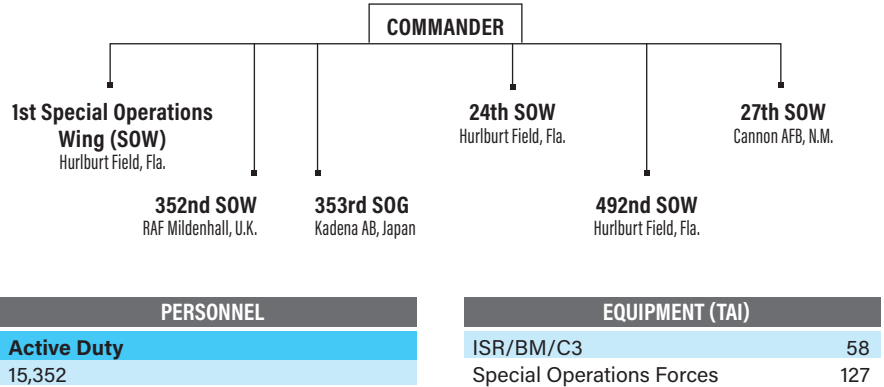 COMMANDER
1st Special Operations
Wing (SOW)
Hurlburt Field, Fla.
24th SOW
Hurlburt Field, Fla.
27th SOW
Cannon AFB, N.M.
352nd SOW
RAF Mildenhall, U.K.
353rd SOG
Kadena AB, Japan
492nd SOW
Hurlburt Field, Fla.
PERSONNEL
Active Duty
15,352
EQUIPMENT (TAI)
ISR/BM/C3 58
Special Operations Forces 127